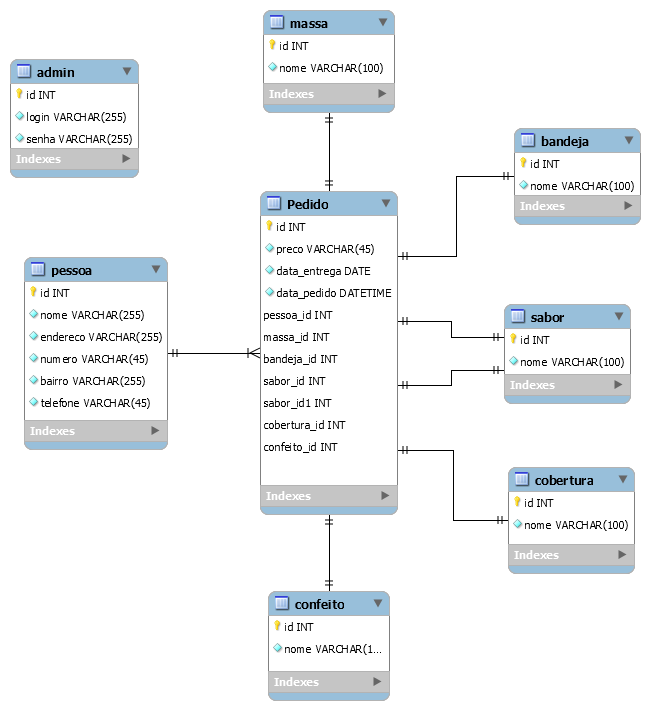 massa
id INT
nome VARCHAR(100)
Indexes
admin
id INT
login VARCHAR(255)
senha VARCHAR(255)
Indexes
bandeja
id INT
nome VARCHAR(100)
Indexes
Pedido
id INT
preco VARCHAR(45)
data_entrega DATE
data_pedido DATETIME
pessoa_id INT
massa_id INT
bandeja_id INT
sabor_id INT
sabor_id1 INT
cobertura_id INT
confeito_id INT
Indexes
pessoa
id INT
nome VARCHAR(255)
endereco VARCHAR(255)
numero VARCHAR(45)
bairro VARCHAR(255)
telefone VARCHAR(45)
Indexes
sabor
id INT
nome VARCHAR(100)
Indexes
cobertura
id INT
nome VARCHAR(100)
Indexes
confeito
id INT
nome VARCHAR(1...
Indexes